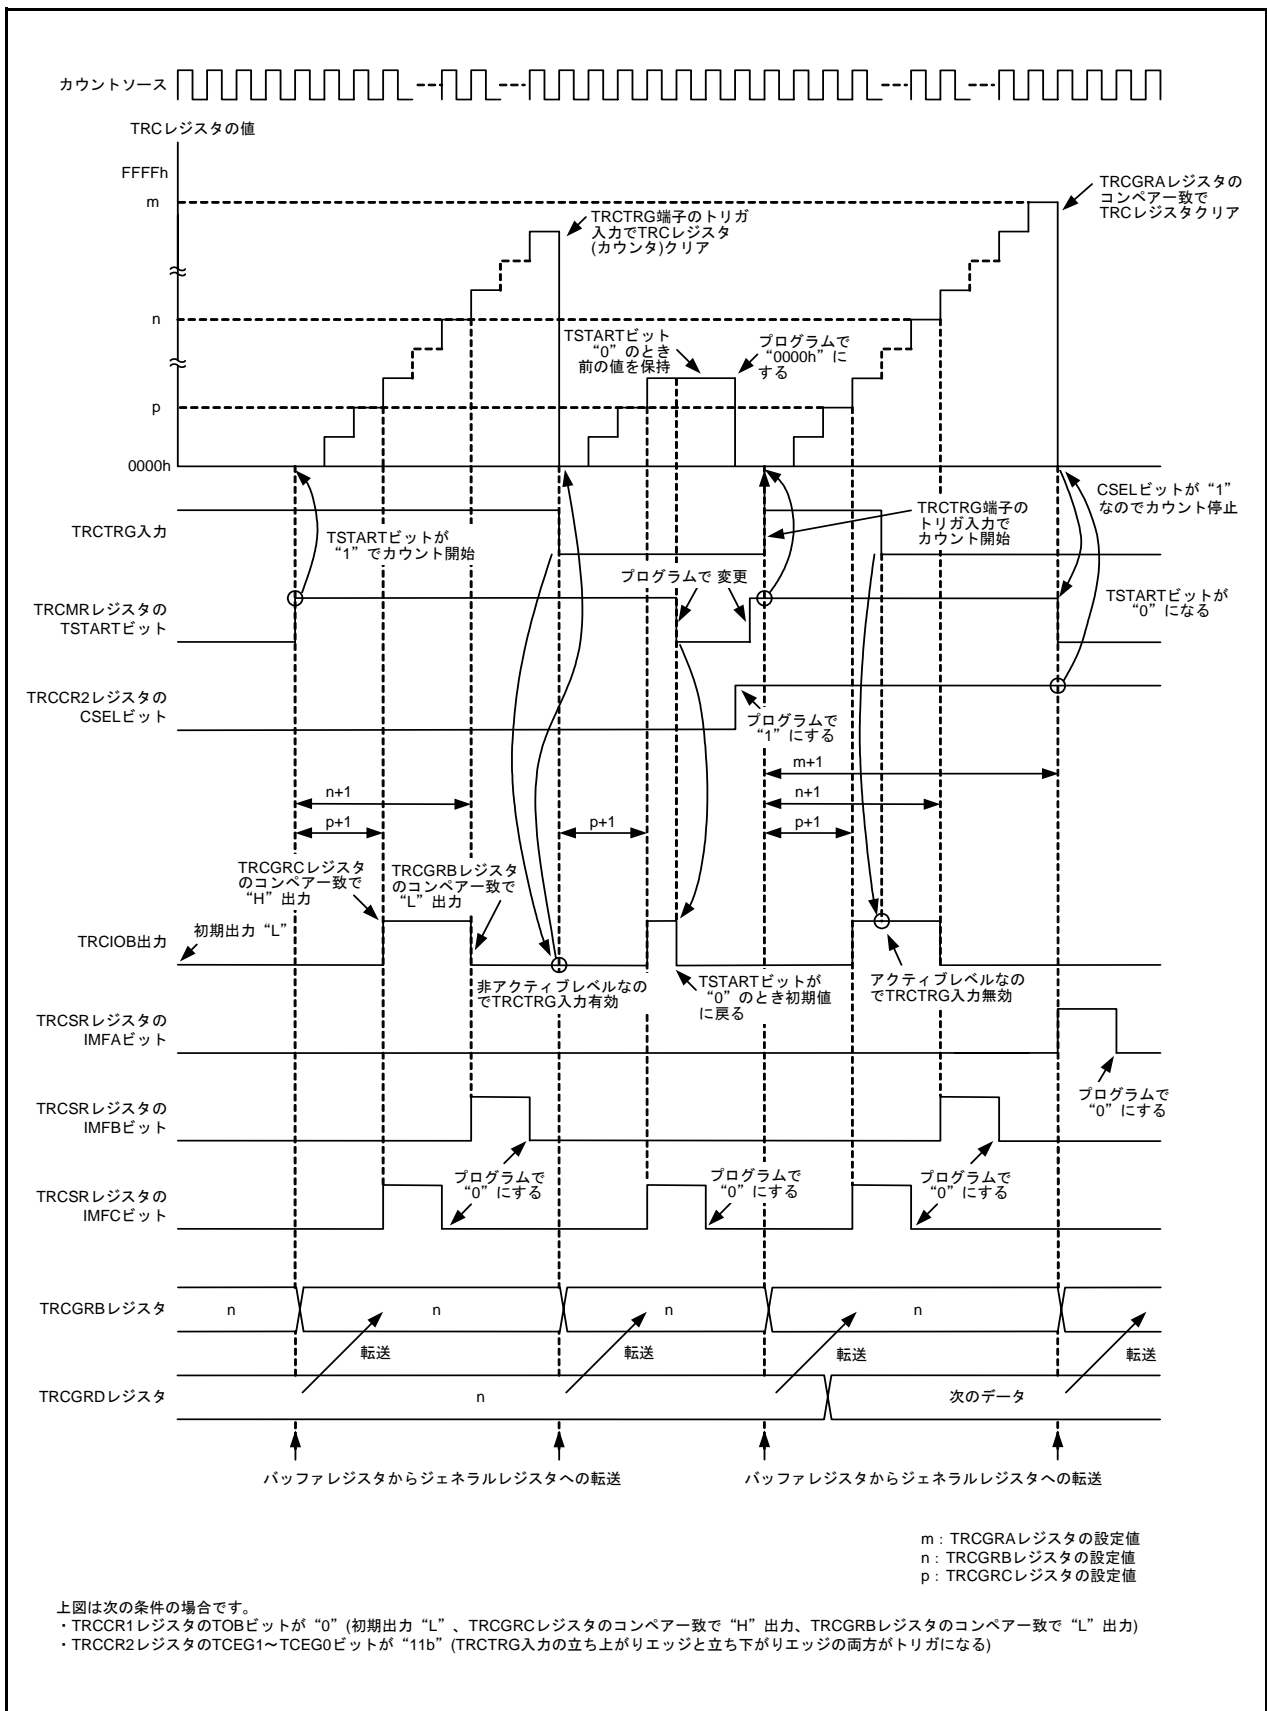 カウントソース
TRCレジスタの値
FFFFh
m
n
p
0000h
TRCTRG端子のトリガ
入力でTRCレジスタ
(カウンタ)クリア
TRCGRAレジスタの
コンペア一致で
TRCレジスタクリア
TSTARTビット
“0”のとき
前の値を保持
プログラムで
“0000h”に
する
TRCTRG入力
TSTARTビットが
“1”でカウント開始
TRCTRG端子の
トリガ入力で
カウント開始
CSELビットが“1”
なのでカウント停止
TRCMRレジスタの
TSTARTビット
プログラムで 変更
TSTARTビットが
“0”になる
TRCCR2レジスタの
CSELビット
プログラムで
“1”にする
m+1
n+1
n+1
p+1
p+1
p+1
TRCGRCレジスタ
のコンペア一致で
“H”出力
TRCGRBレジスタ
のコンペア一致で
“L”出力
TRCIOB出力
初期出力“L”
非アクティブレベルなの
でTRCTRG入力有効
TSTARTビットが
“0”のとき初期値
に戻る
アクティブレベルなの
でTRCTRG入力無効
TRCSRレジスタの
IMFAビット
プログラムで
“0”にする
TRCSRレジスタの
IMFBビット
プログラムで
“0”にする
プログラムで
“0”にする
プログラムで
“0”にする
TRCSRレジスタの
IMFCビット
TRCGRBレジスタ
n
n
n
n
転送
転送
転送
転送
TRCGRDレジスタ
n
次のデータ
バッファレジスタからジェネラルレジスタへの転送
バッファレジスタからジェネラルレジスタへの転送
m : TRCGRAレジスタの設定値
n : TRCGRBレジスタの設定値
p : TRCGRCレジスタの設定値
上図は次の条件の場合です。
・TRCCR1レジスタのTOBビットが“0”(初期出力“L”、TRCGRCレジスタのコンペア一致で“H”出力、TRCGRBレジスタのコンペア一致で“L”出力)
・TRCCR2レジスタのTCEG1～TCEG0ビットが“11b”(TRCTRG入力の立ち上がりエッジと立ち下がりエッジの両方がトリガになる)